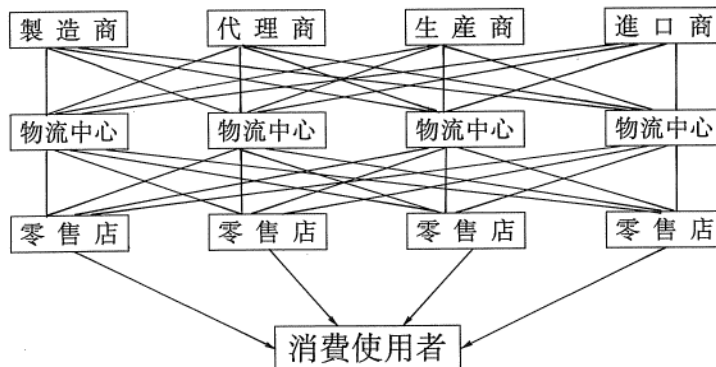 製造商 代理商 生産商 進口商
物流中心 物流中心 物流中心 物流中心
零售店 零售店 零售店 零售店
消費使用者